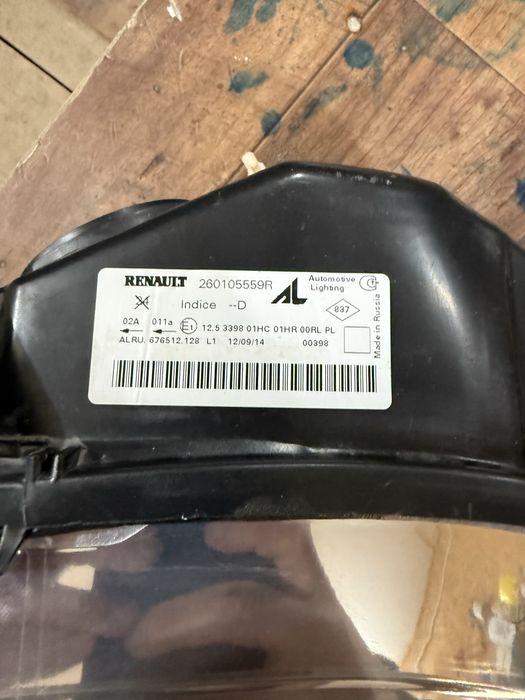 RENAULT 260105559R AL Automotive Lighting
Indice --D
837
02A 011a E1 12.5 3398 01HC 01HR 00RL PL
ALRU. 676512.128 L1 12/09/14 00398
Made in Russia